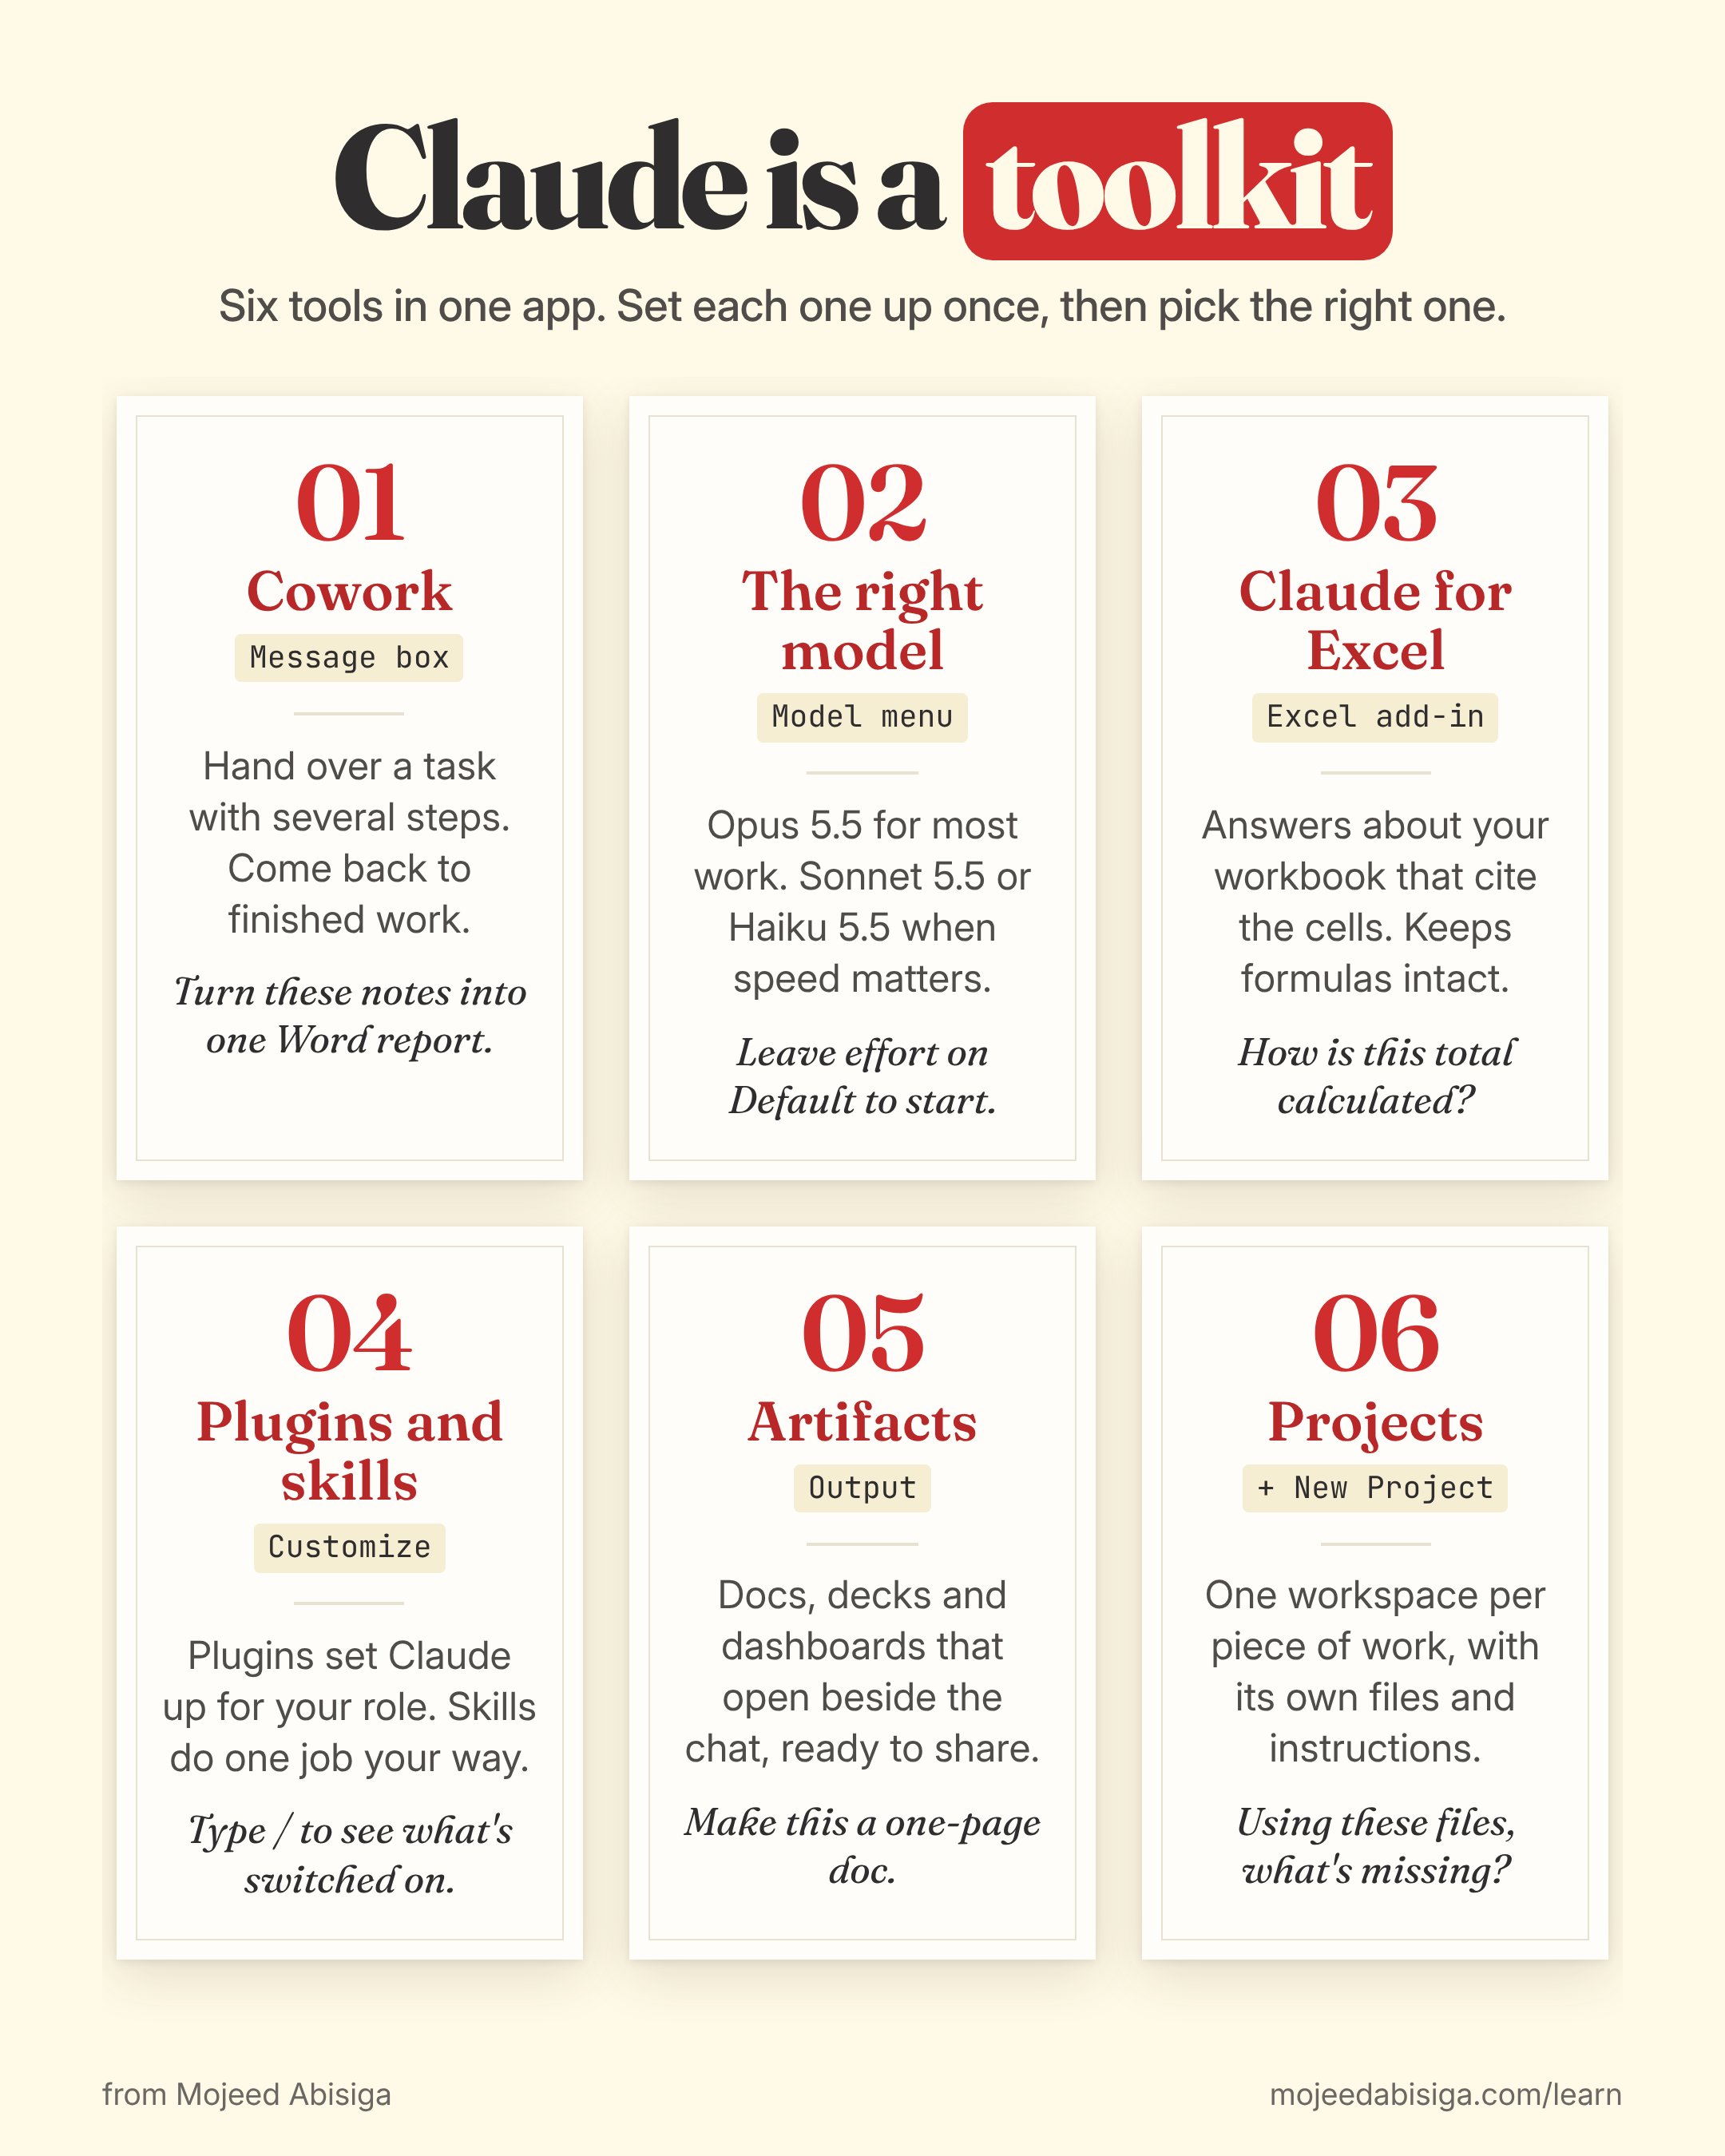 Claude is a toolkit
Six tools in one app. Set each one up once, then pick the right one.
01
Cowork
Message box
Hand over a task
with several steps.
Come back to
finished work.
Turn these notes into
one Word report.
02
The right
model
Model menu
Opus 5.5 for most
work. Sonnet 5.5 or
Haiku 5.5 when
speed matters.
Leave effort on
Default to start.
03
Claude for
Excel
Excel add-in
Answers about your
workbook that cite
the cells. Keeps
formulas intact.
How is this total
calculated?
04
Plugins and
skills
Customize
Plugins set Claude
up for your role. Skills
do one job your way.
Type / to see what's
switched on.
05
Artifacts
Output
Docs, decks and
dashboards that
open beside the
chat, ready to share.
Make this a one-page
doc.
06
Projects
+ New Project
One workspace per
piece of work, with
its own files and
instructions.
Using these files,
what's missing?
from Mojeed Abisiga
mojeedabisiga.com/learn